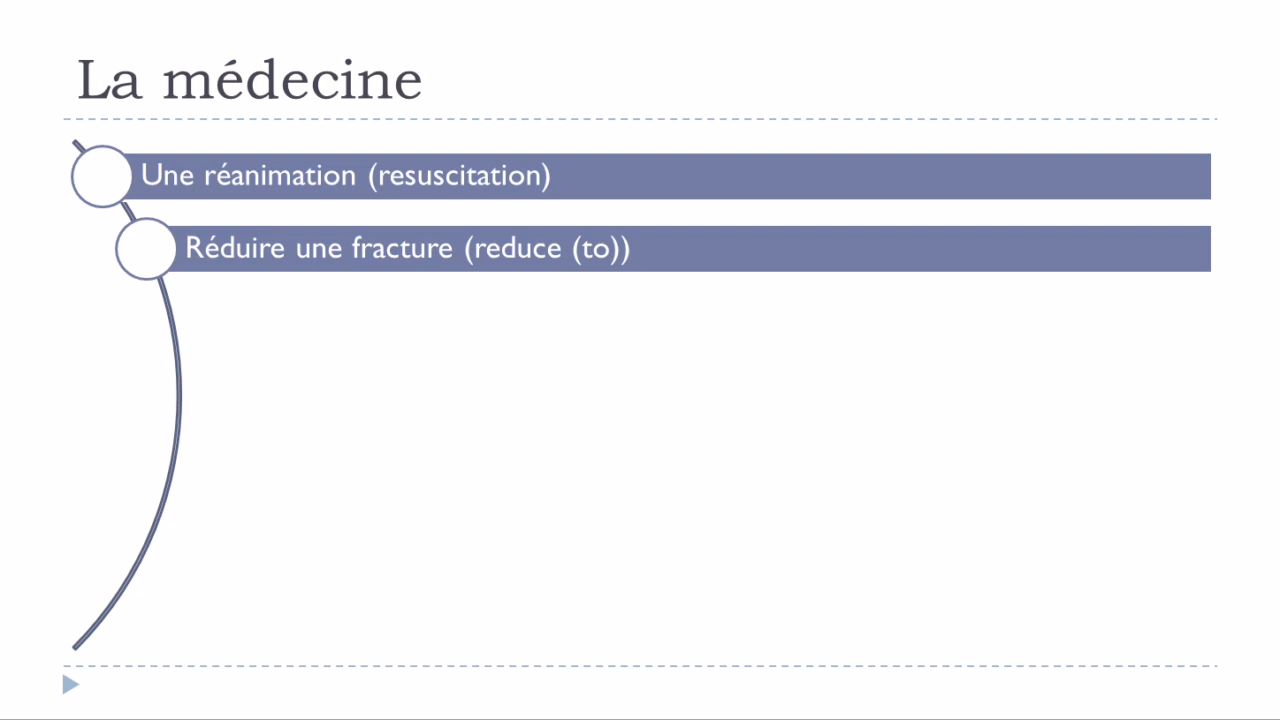 La médecine
Une réanimation (resuscitation)
Réduire une fracture (reduce (to))